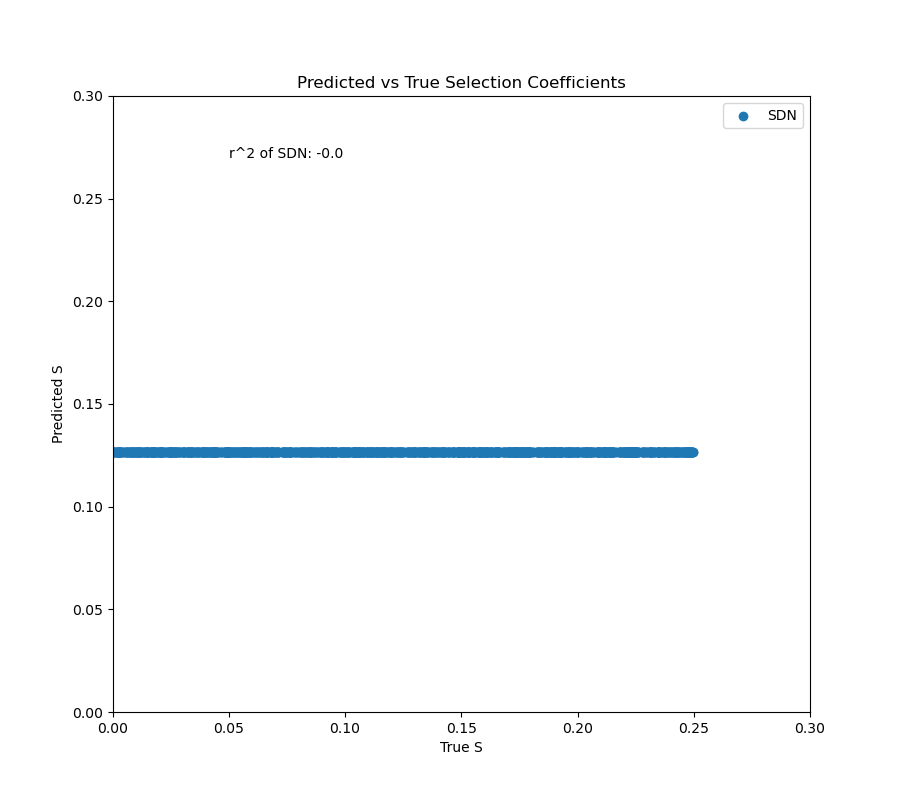 Predicted vs True Selection Coefficients
SDN
r^2 of SDN: -0.0
0.30
0.25
0.20
0.15
0.10
0.05
0.00
Predicted S
0.00 0.05 0.10 0.15 0.20 0.25 0.30
True S